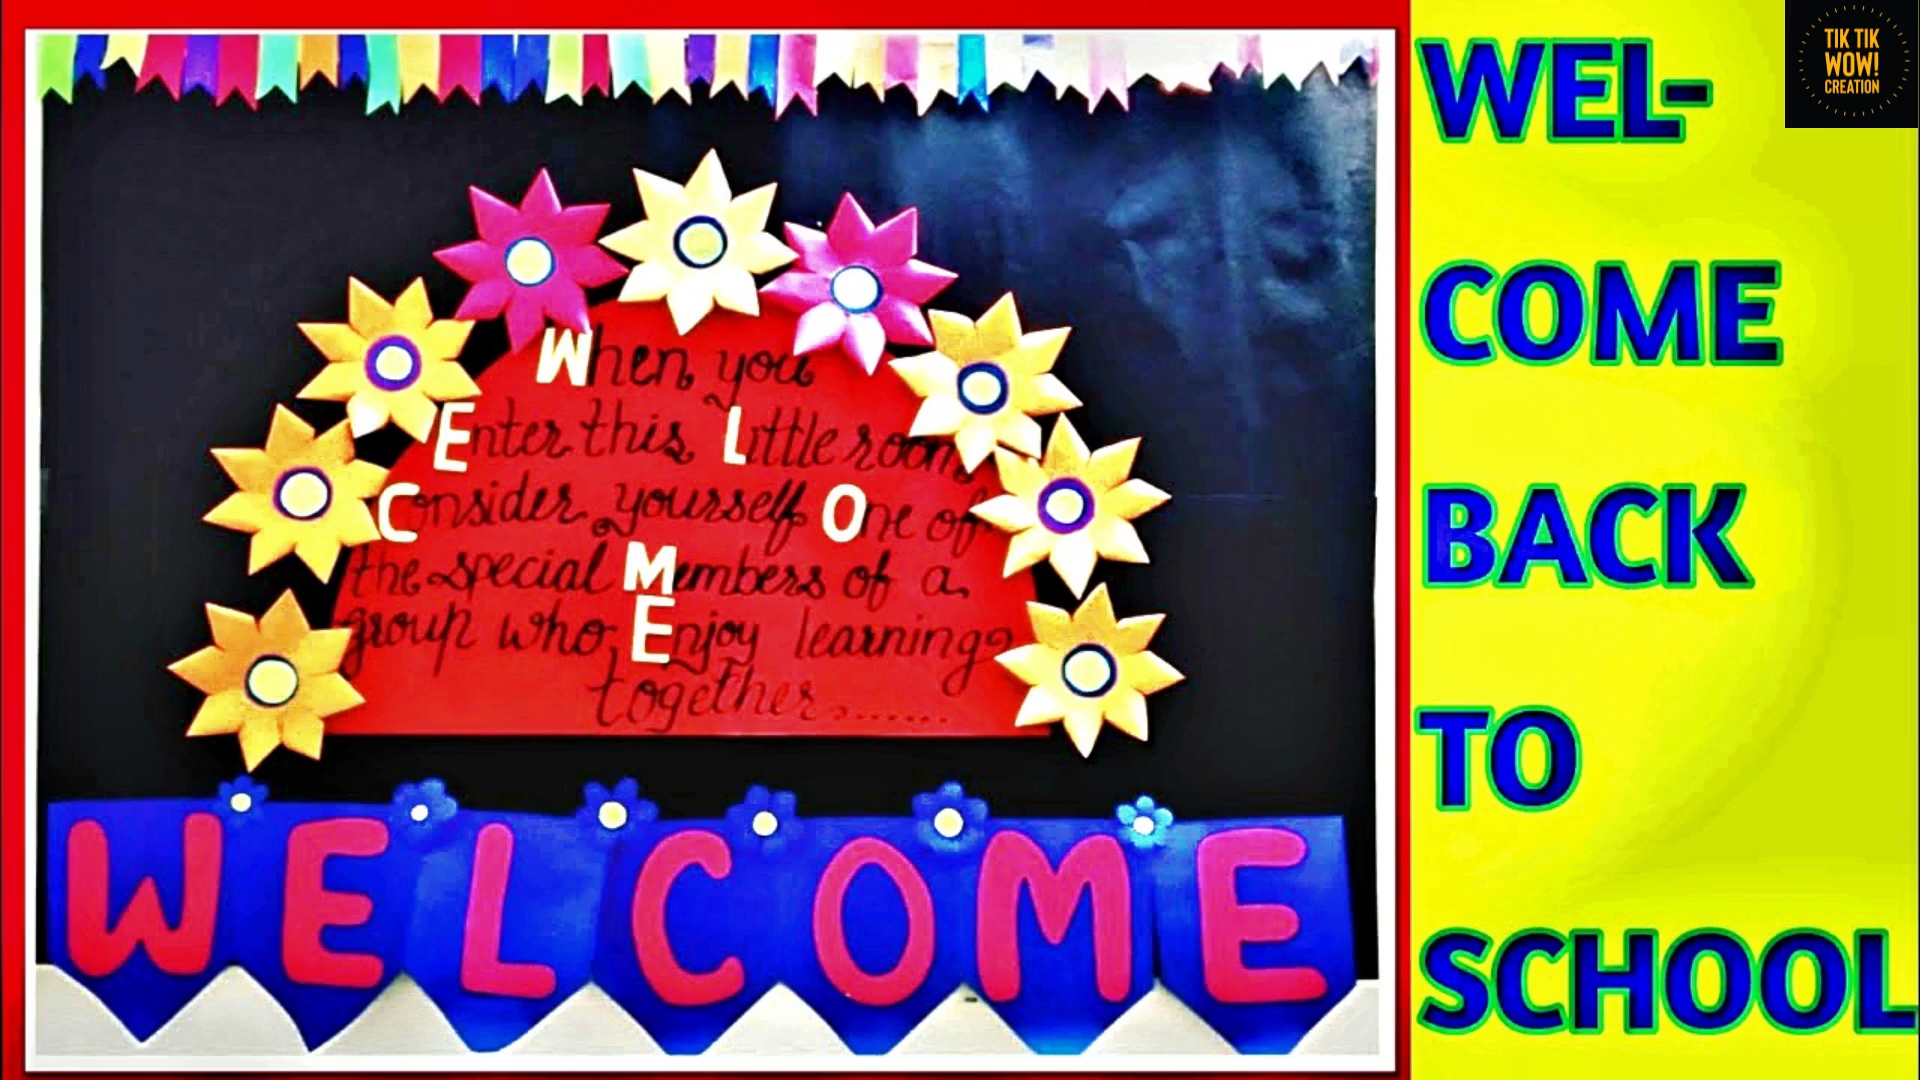 When you
Enter this Little room,
Consider yourself One of
the special Members of a
group who Enjoy learning
together.......
WELCOME
WEL-
COME
BACK
TO
SCHOOL
TIK TIK
WOW!
CREATION